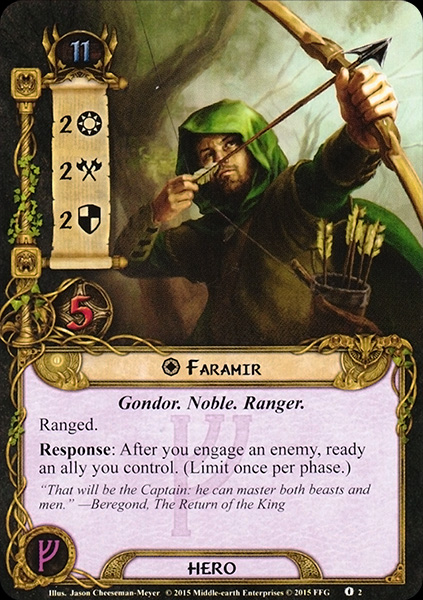 11
2
2
2
5
Faramir
Gondor. Noble. Ranger.
Ranged.
Response: After you engage an enemy, ready
an ally you control. (Limit once per phase.)
“That will be the Captain: he can master both beasts and
men.” —Beregond, The Return of the King
HERO
Illus. Jason Cheeseman-Meyer © 2015 Middle-earth Enterprises © 2015 FFG 2